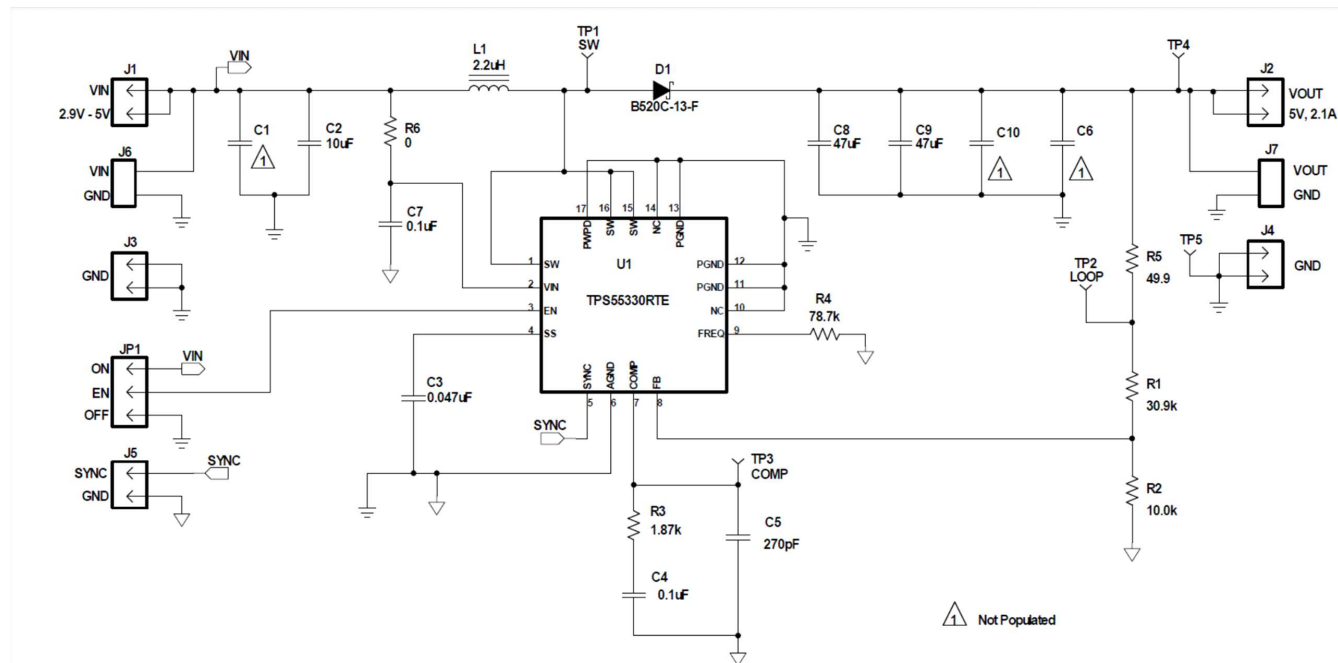 TP1
SW
TP4
L1
2.2uH
VIN
J1
VIN
2.9V - 5V
D1
B520C-13-F
J2
VOUT
5V, 2.1A
C1
1
C2
10uF
R6
0
C8
47uF
C9
47uF
C10
1
C6
1
J6
VIN
GND
J7
VOUT
GND
C7
0.1uF
17
16
15
14
13
PWPD
SW
SW
NC
PGND
J3
GND
U1
TPS55330RTE
1
SW
2
VIN
3
EN
4
SS
PGND
12
PGND
11
NC
10
FREQ
9
R4
78.7k
TP2
LOOP
R5
49.9
TP5
J4
GND
JP1
ON
EN
OFF
VIN
C3
0.047uF
SYNC
AGND
COMP
FB
5
6
7
8
SYNC
R1
30.9k
J5
SYNC
GND
SYNC
TP3
COMP
R2
10.0k
R3
1.87k
C5
270pF
C4
0.1uF
1
Not Populated